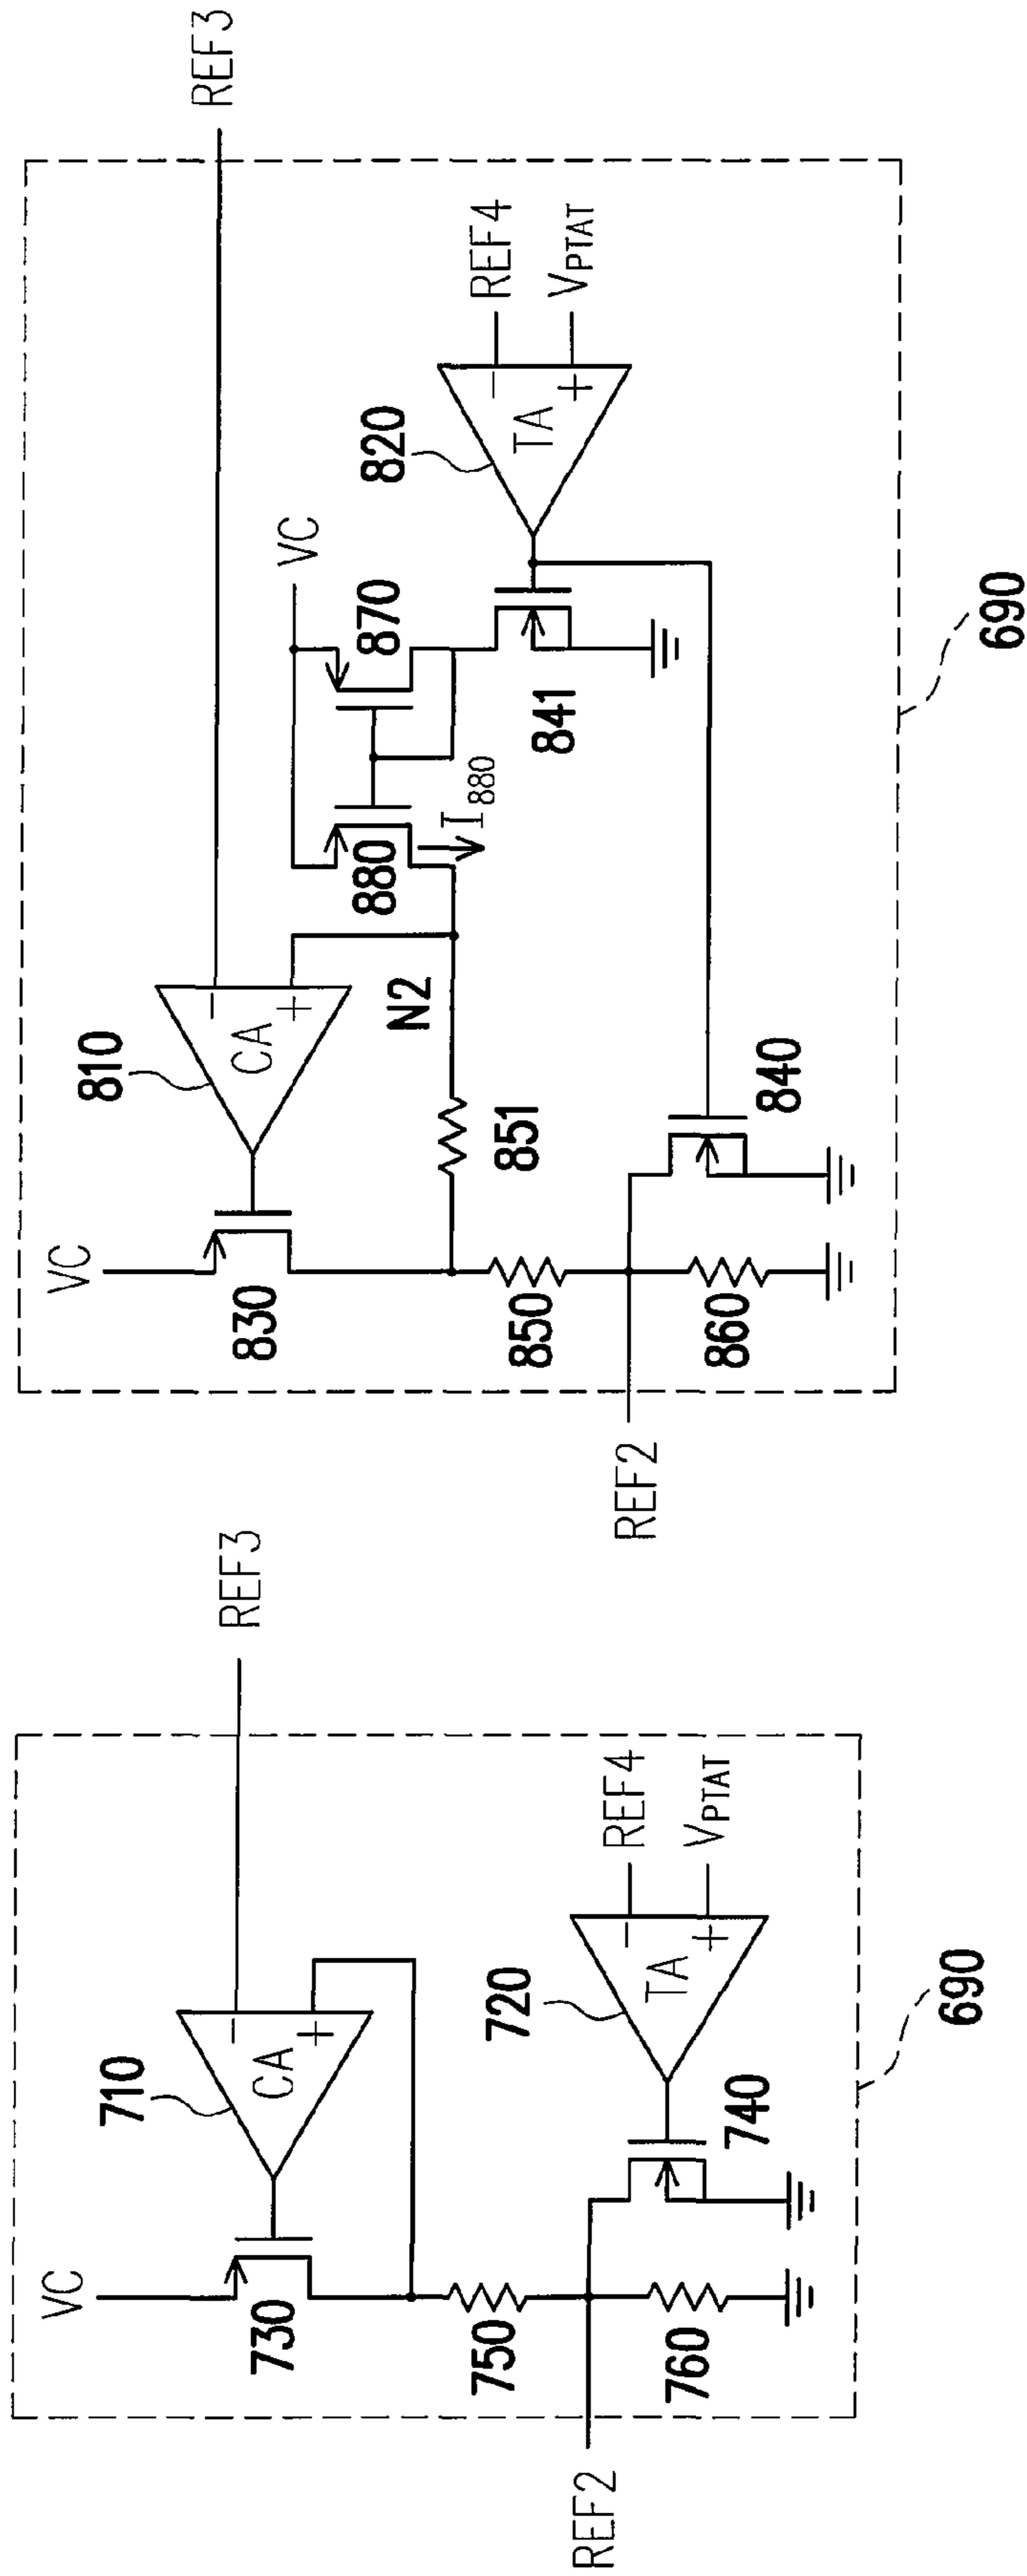 VC
730
710
CA
-
+
REF3
750
REF2
760
740
720
TA
-
+
REF4
VPTAT
690
VC
830
810
CA
-
+
REF3
VC
880
870
I880
N2
851
850
REF2
860
840
841
820
TA
-
+
REF4
VPTAT
690